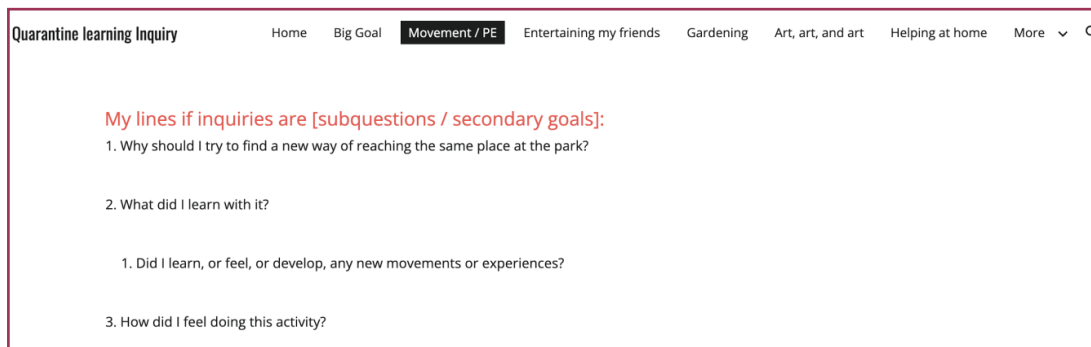 Quarantine learning Inquiry Home Big Goal Movement / PE Entertaining my friends Gardening Art, art, and art Helping at home More
My lines if inquiries are [subquestions / secondary goals]:
1. Why should I try to find a new way of reaching the same place at the park?
2. What did I learn with it?
1. Did I learn, or feel, or develop, any new movements or experiences?
3. How did I feel doing this activity?